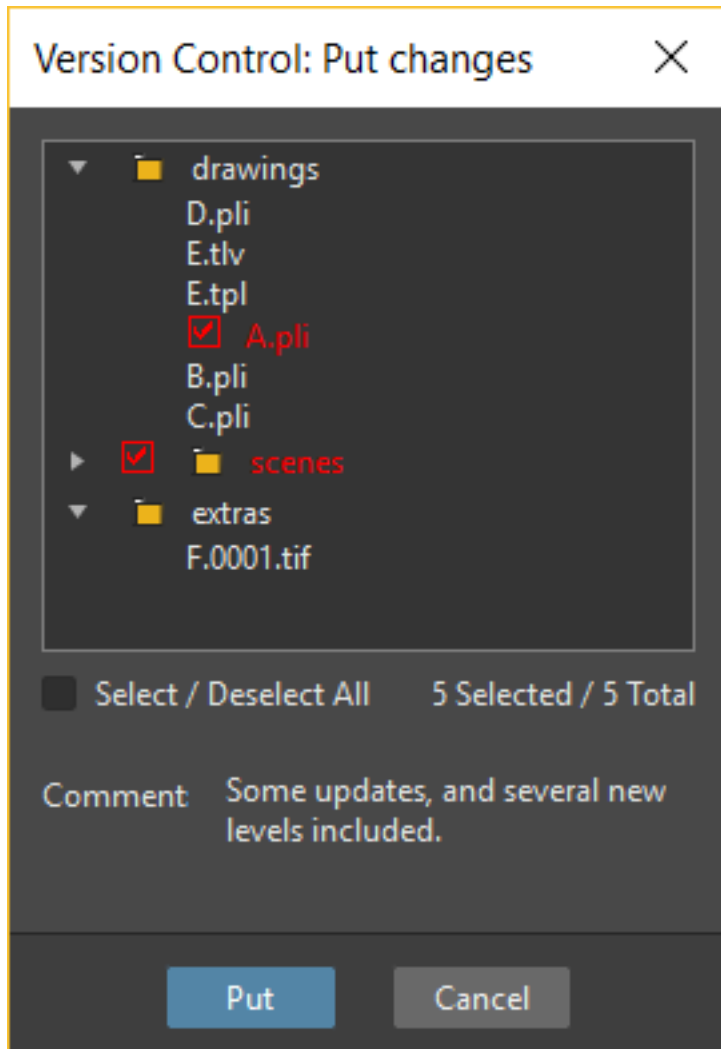 Version Control: Put changes
drawings
D.pli
E.tlv
E.tpl
A.pli
B.pli
C.pli
scenes
extras
F.0001.tif
Select / Deselect All 5 Selected / 5 Total
Comment: Some updates, and several new
levels included.
Put Cancel